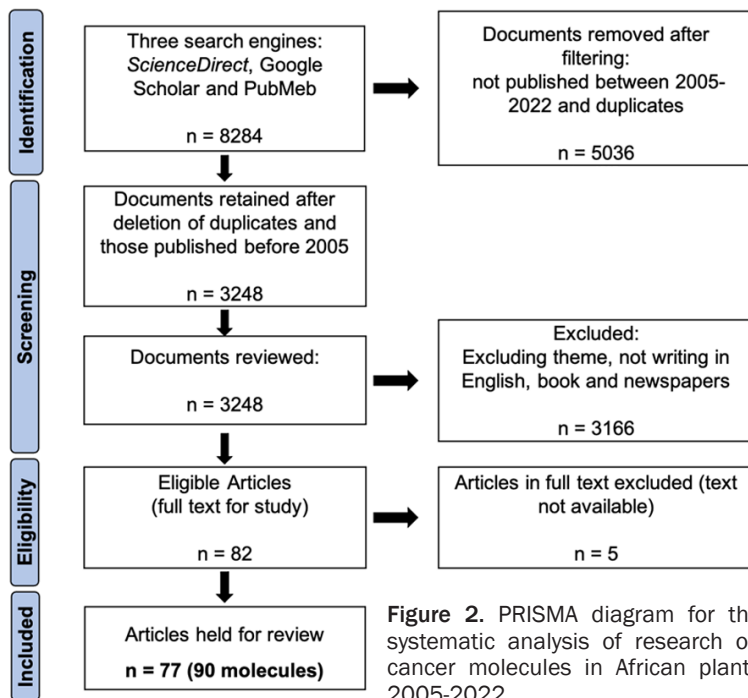 Identification
Three search engines:
ScienceDirect, Google
Scholar and PubMeb
n = 8284
Documents removed after
filtering:
not published between 2005-
2022 and duplicates
n = 5036
Screening
Documents retained after
deletion of duplicates and
those published before 2005
n = 3248
Documents reviewed:
n = 3248
Excluded:
Excluding theme, not writing in
English, book and newspapers
n = 3166
Eligibility
Eligible Articles
(full text for study)
n = 82
Articles in full text excluded (text
not available)
n = 5
Included
Articles held for review
n = 77 (90 molecules)
Figure 2. PRISMA diagram for
systematic analysis of research
cancer molecules in African
2005-2022